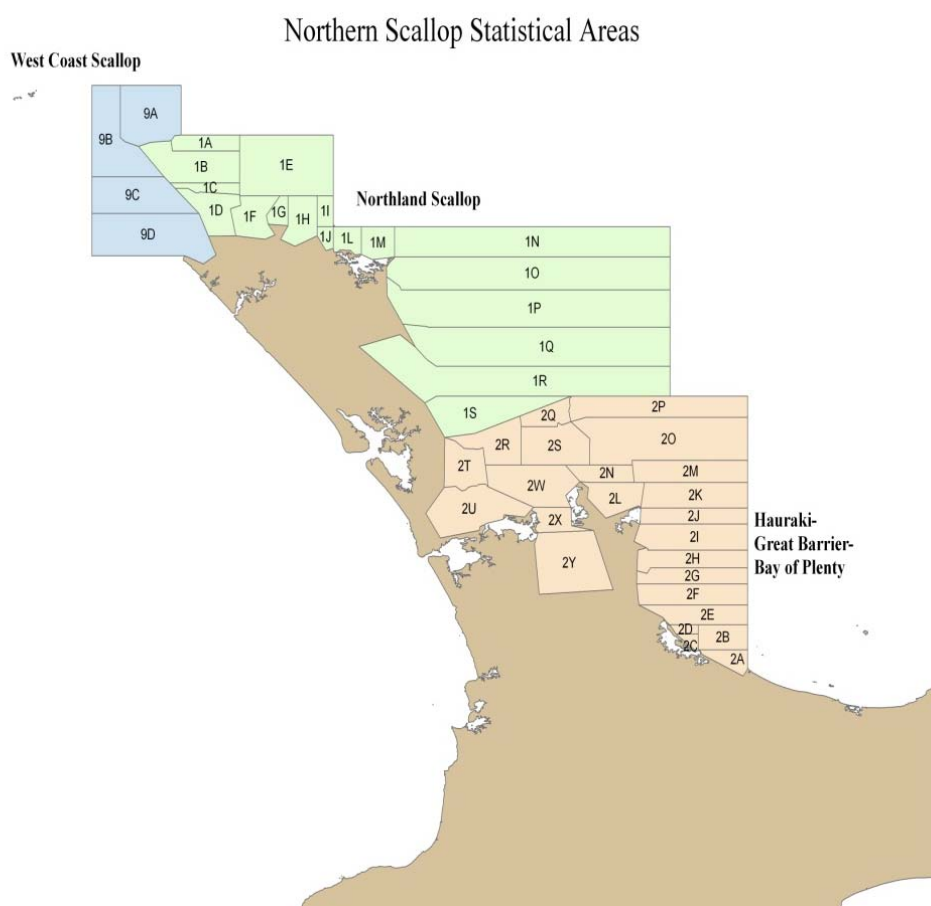 Northern Scallop Statistical Areas
West Coast Scallop
9A
9B
1A
1B
1E
1C
9C
1D
1F
1G
1H
1I
Northland Scallop
9D
1J
1L
1M
1N
1O
1P
1Q
1R
1S
2Q
2P
2R
2S
2O
2T
2N
2M
2W
2L
2K
2U
2X
2J
Hauraki-
Great Barrier-
Bay of Plenty
2I
2Y
2H
2G
2F
2E
2D
2B
2C
2A